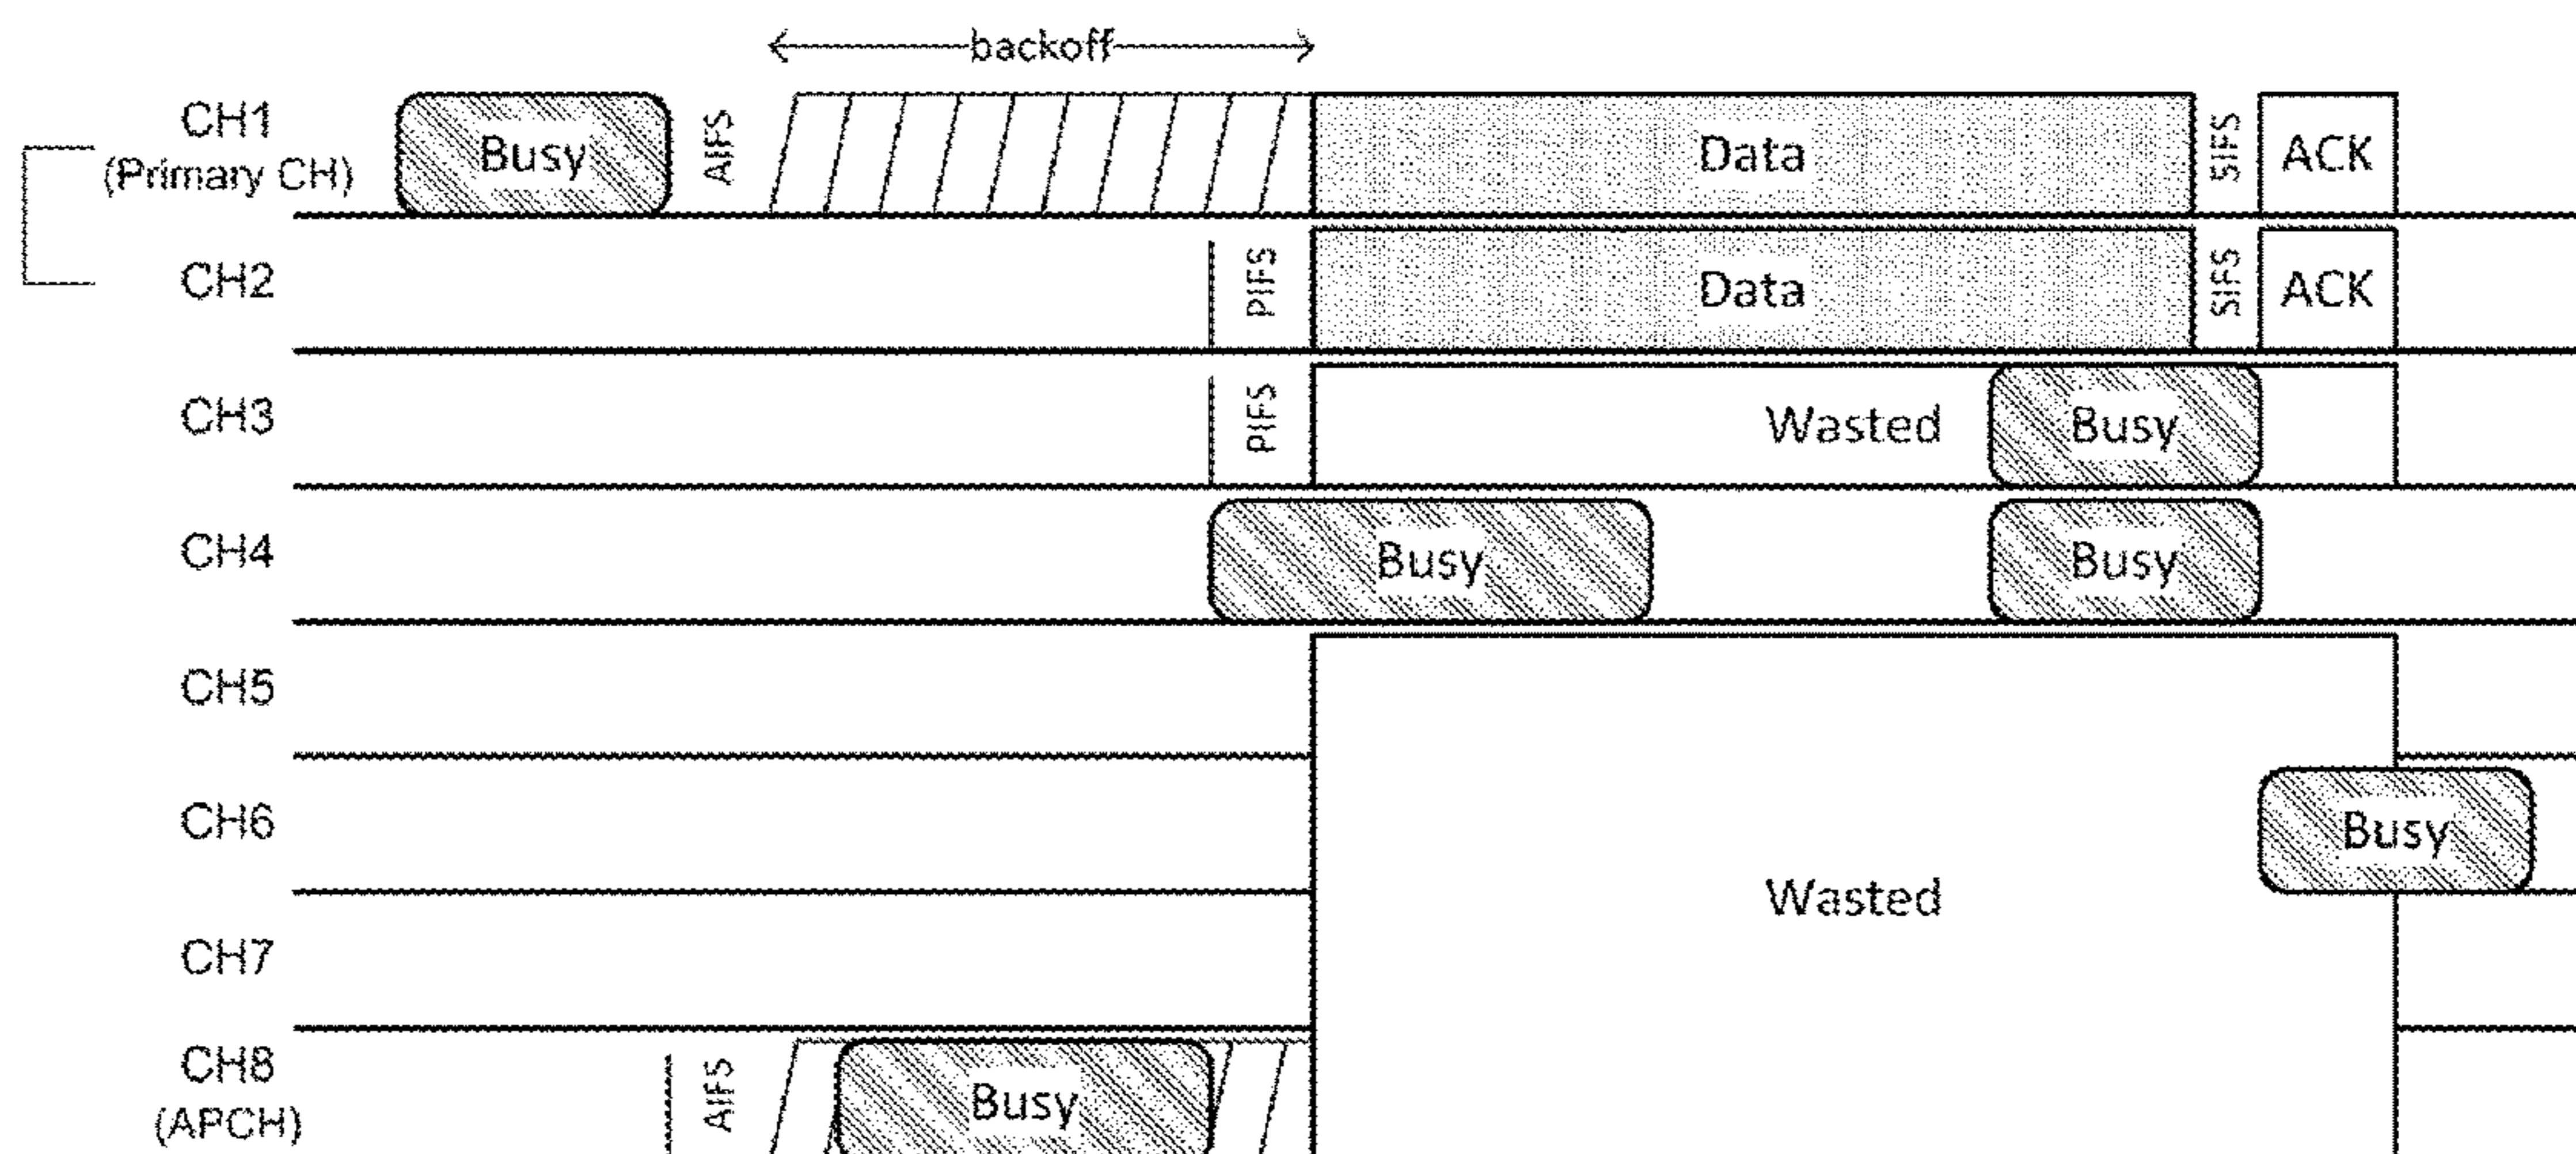 backoff
CH1
(Primary CH)
Busy
AIFS
Data
SIFS
ACK
CH2
PIFS
Data
SIFS
ACK
CH3
PIFS
Wasted
Busy
CH4
Busy
Busy
CH5
CH6
Busy
CH7
Wasted
CH8
(APCH)
AIFS
Busy